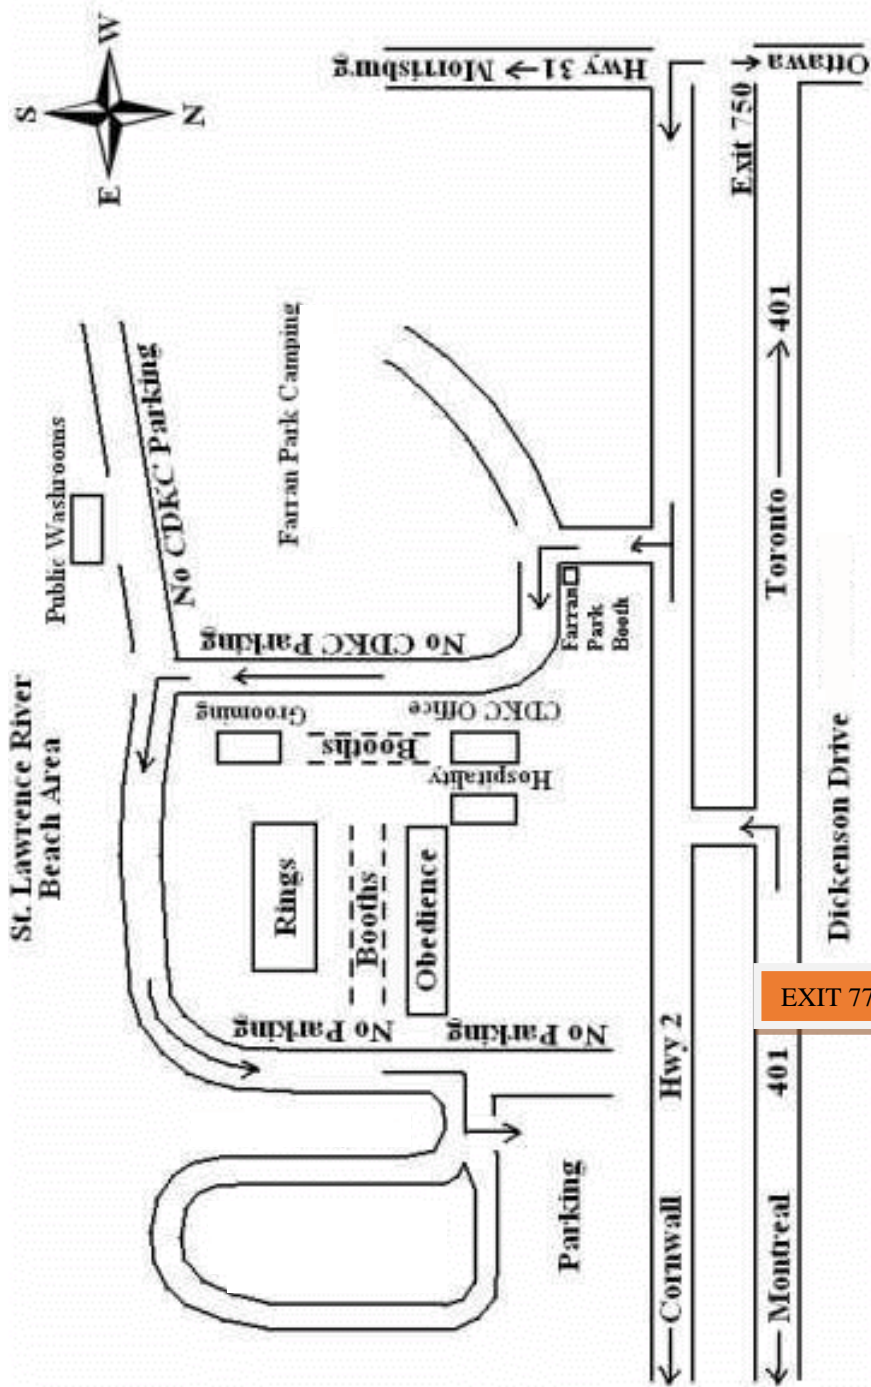 S
W
N
E
Hwy 31 Morrisburg
Ottawa
Exit 750
Toronto
401
Public Washrooms
No CDKC Parking
Farran Park Camping
No CDKC Parking
Farran
Park
Booth
St. Lawrence River
Beach Area
Grooming
Booths
CDKC Office
Hospitality
Rings
Booths
Obedience
No Parking
No Parking
Dickenson Drive
EXIT 77
Parking
Cornwall
Hwy 2
Montreal
401